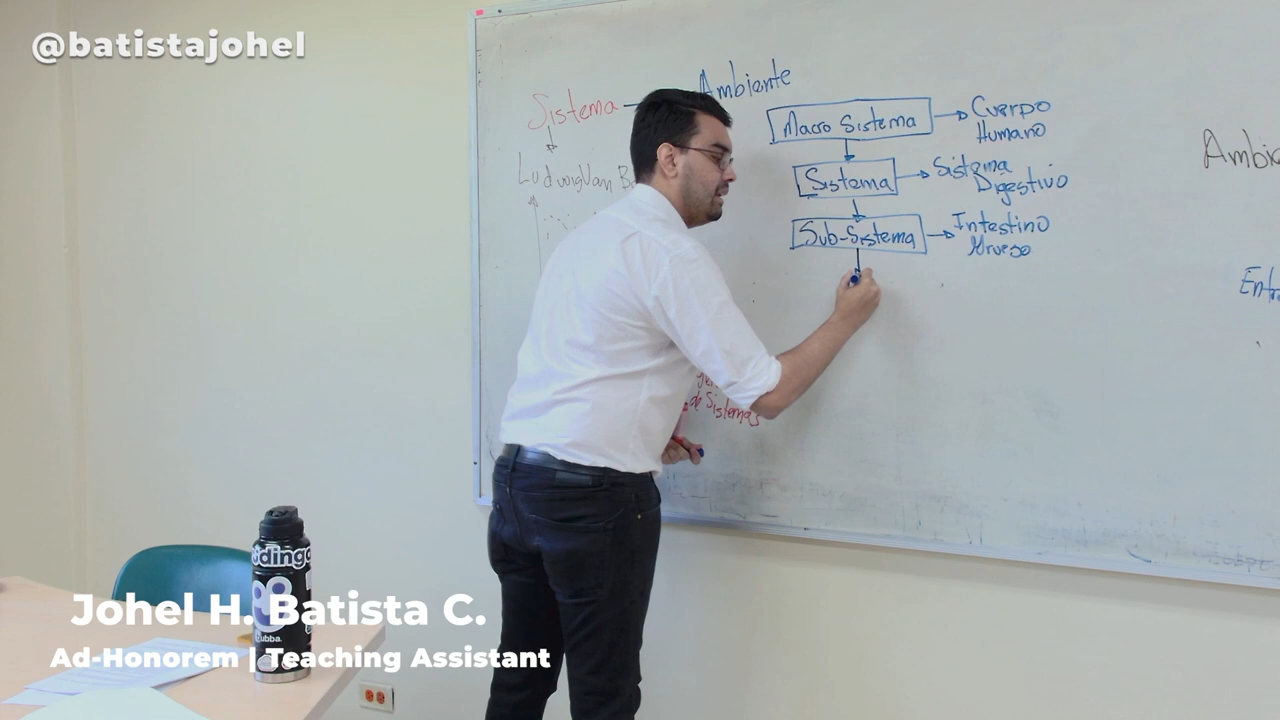 @batistajohel
Ambiente
Sistema
Macro Sistema
Cuerpo
Humano
Sistema
Sistema
Digestivo
Sub-Sistema
Intestino
Grueso
de Sistemas
Johel H. Batista C.
Ad-Honorem | Teaching Assistant